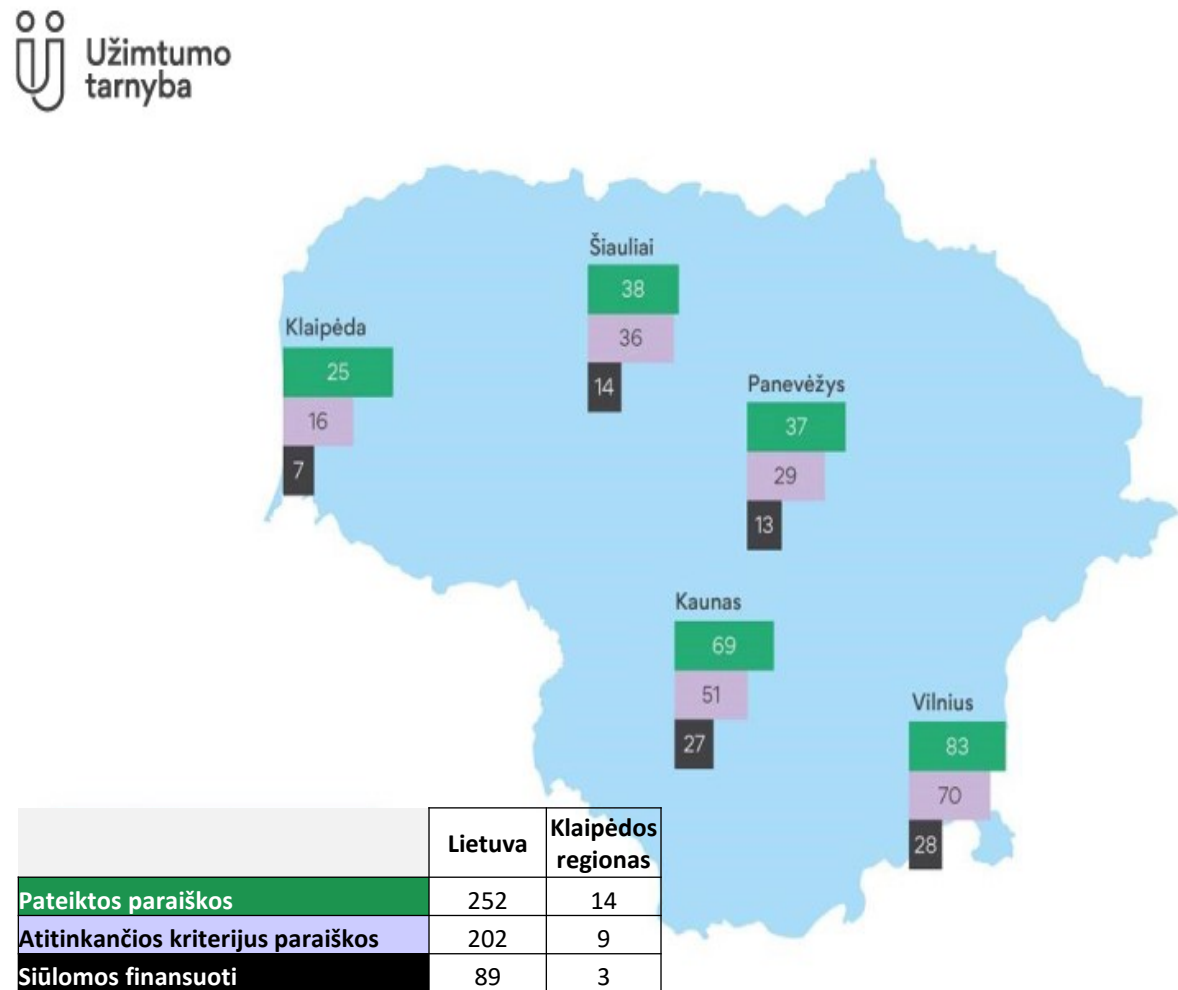 Užimtumo
tarnyba
Šiauliai
38
36
14
Klaipėda
25
16
7
Panevėžys
37
29
13
Kaunas
69
51
27
Vilnius
83
70
28
Lietuva Klaipėdos regionas
Pateiktos paraiškos 252 14
Atitinkančios kriterijus paraiškos 202 9
Siūlomos finansuoti 89 3